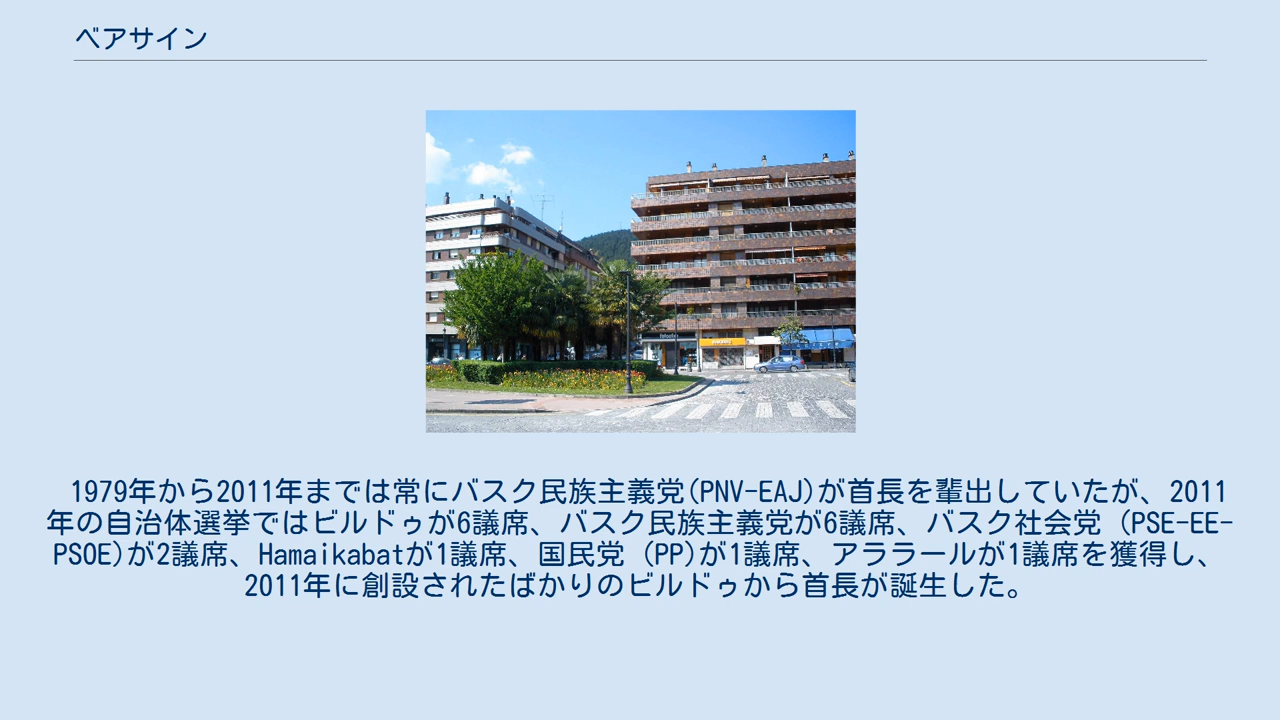 ベアサイン
1979年から2011年までは常にバスク民族主義党(PNV-EAJ)が首長を輩出していたが、2011
年の自治体選挙ではビルドゥが6議席、バスク民族主義党が6議席、バスク社会党 (PSE-EE-
PSOE)が2議席、Hamaikabatが1議席、国民党 (PP)が1議席、アララールが1議席を獲得し、
2011年に創設されたばかりのビルドゥから首長が誕生した。